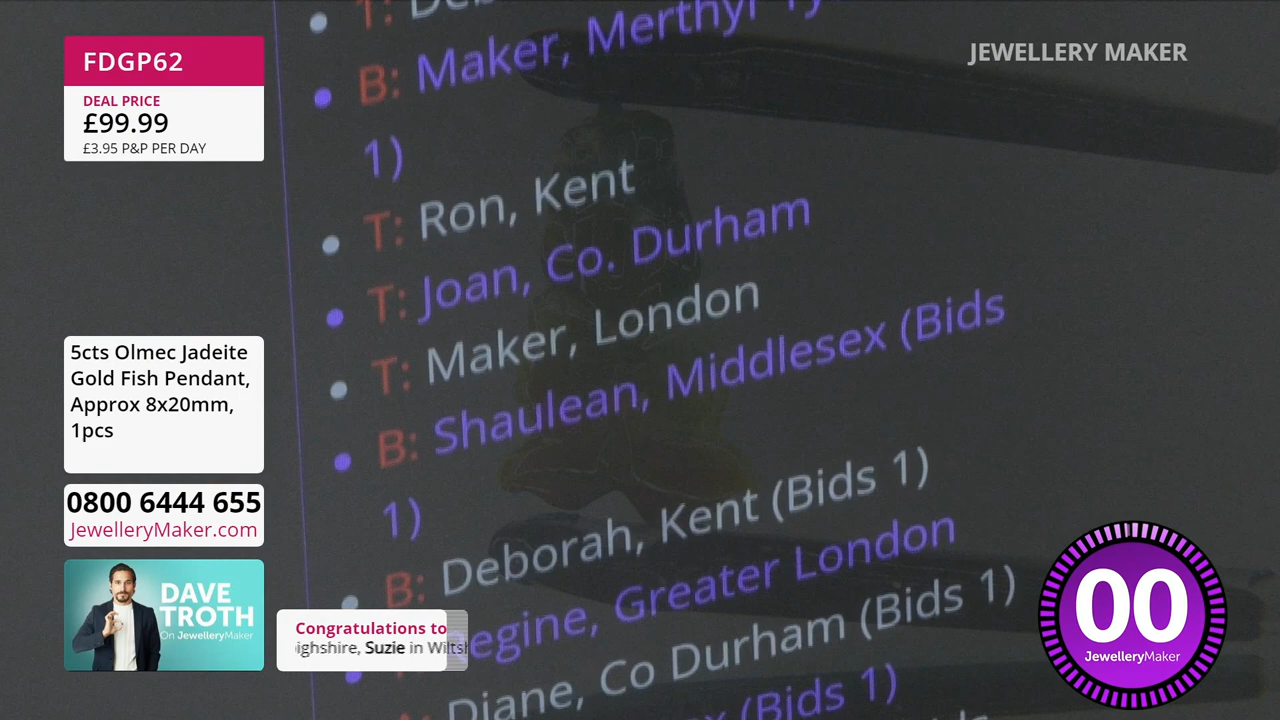 FDGP62
DEAL PRICE
£99.99
£3.95 P&P PER DAY
JEWELLERY MAKER
T:
B: Maker, Merthyr
1)
T: Ron, Kent
T: Joan, Co. Durham
T: Maker, London
B: Shaulean, Middlesex (Bids
1)
B: Deborah, Kent (Bids 1)
Greater London
Diane, Co Durham (Bids 1)
(Bids 1)
5cts Olmec Jadeite
Gold Fish Pendant,
Approx 8x20mm,
1pcs
0800 6444 655
JewelleryMaker.com
DAVE
TROTH
On JewelleryMaker
Congratulations to
ighshire, Suzie in Wiltsh
00
JewelleryMaker